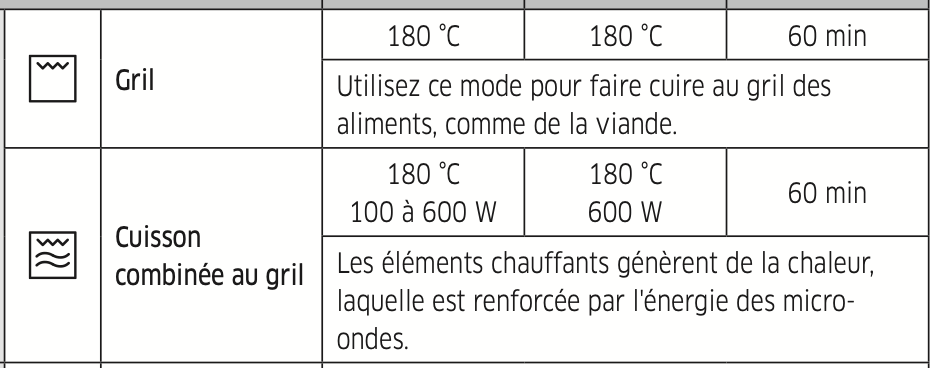 180 °C 180 °C 60 min
Gril
Utilisez ce mode pour faire cuire au gril des
aliments, comme de la viande.
180 °C 180 °C
100 à 600 W 600 W 60 min
Cuisson
combinée au gril
Les éléments chauffants génèrent de la chaleur,
laquelle est renforcée par l'énergie des micro-
ondes.